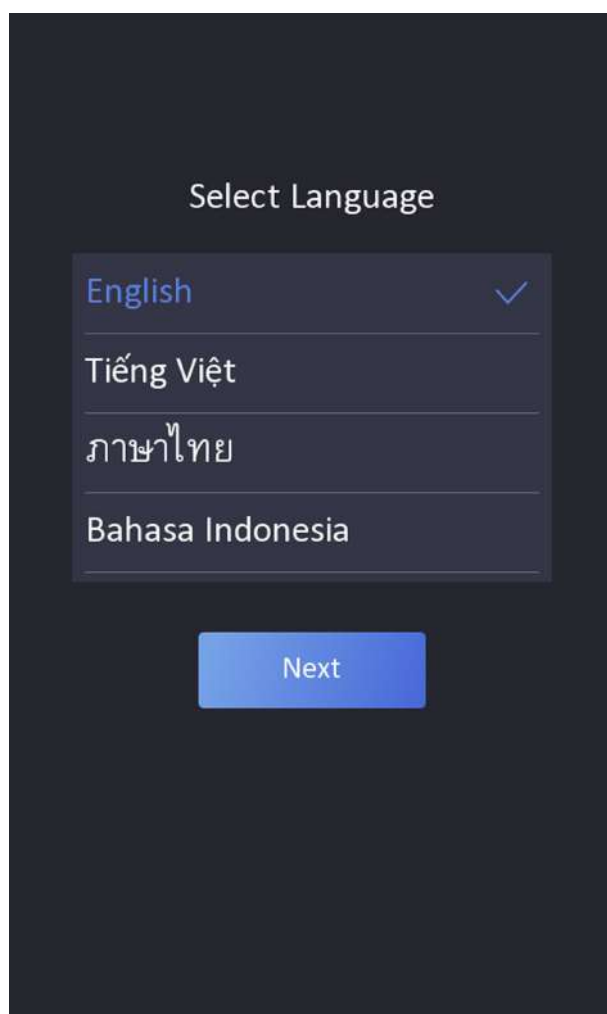 Select Language
English
Tiếng Việt
ภาษาไทย
Bahasa Indonesia
Next